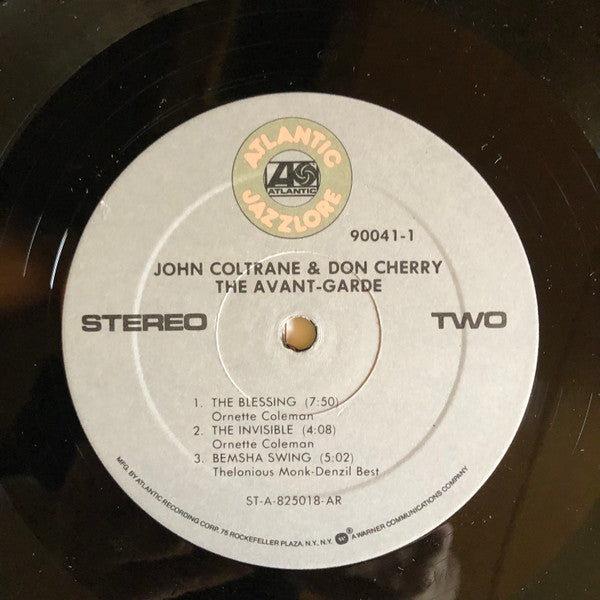 ATLANTIC
ATLANTIC
JAZZLORE
90041-1
JOHN COLTRANE & DON CHERRY
THE AVANT-GARDE
STEREO
TWO
1. THE BLESSING (7:50)
Ornette Coleman
2. THE INVISIBLE (4:08)
Ornette Coleman
3. BEMSHA SWING (5:02)
Thelonious Monk-Denzil Best
ST-A-825018-AR
MFG. BY ATLANTIC RECORDING CORP. 75 ROCKEFELLER PLAZA, N.Y., N.Y. ® A WARNER COMMUNICATIONS COMPANY